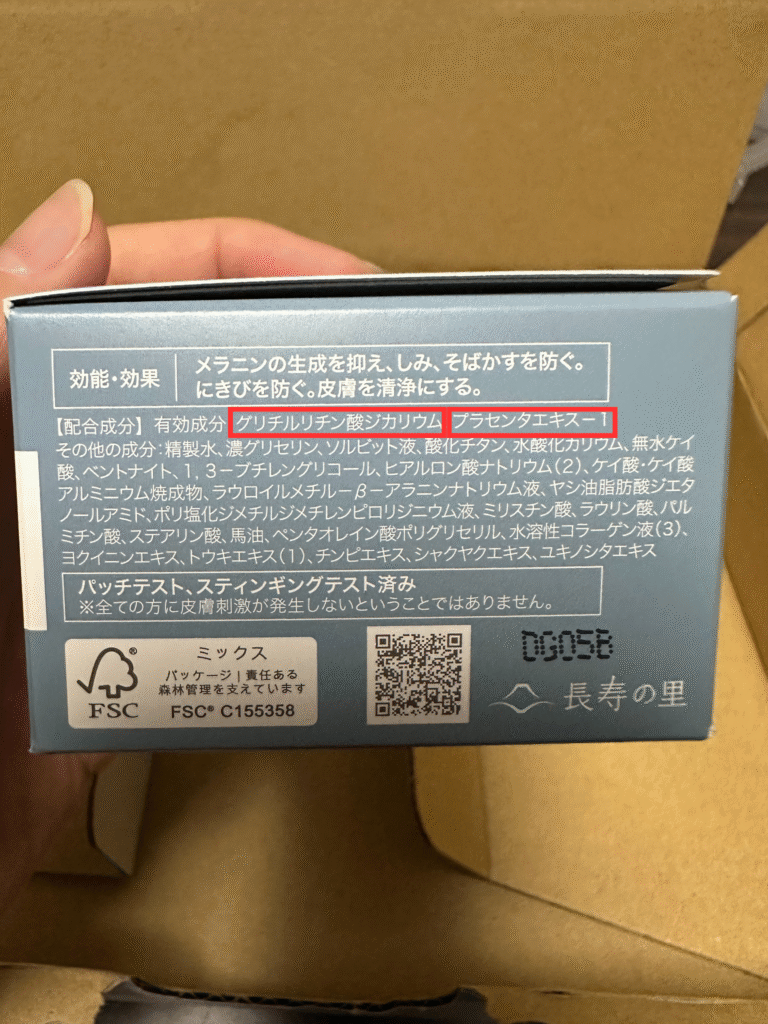 効能・効果
メラニンの生成を抑え、しみ、そばかすを防ぐ。
にきびを防ぐ。皮膚を清浄にする。
【配合成分】有効成分 グリチルリチン酸ジカリウム プラセンタエキス－1
その他の成分：精製水、濃グリセリン、ソルビット液、酸化チタン、水酸化カリウム、無水ケイ
酸、ベントナイト、1，3－ブチレングリコール、ヒアルロン酸ナトリウム（2）、ケイ酸・ケイ酸
アルミニウム焼成物、ラウロイルメチル－β－アラニンナトリウム液、ヤシ油脂肪酸ジエタ
ノールアミド、ポリ塩化ジメチルジメチレンピロリジニウム液、ミリスチン酸、ラウリン酸、パル
ミチン酸、ステアリン酸、馬油、ペンタオレイン酸ポリグリセリル、水溶性コラーゲン液（3）、
ヨクイニンエキス、トウキエキス（1）、チンピエキス、シャクヤクエキス、ユキノシタエキス
パッチテスト、スティンギングテスト済み
※全ての方に皮膚刺激が発生しないということではありません。
FSC
ミックス
パッケージ｜責任ある
森林管理を支えています
FSC® C155358
DG05B
長寿の里